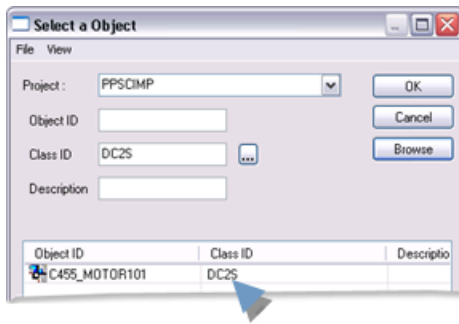 Select a Object
File View
Project : PPSCIMP OK
Object ID Cancel
Class ID DC2S ... Browse
Description
Object ID Class ID Descriptio
C455_MOTOR101 DC2S